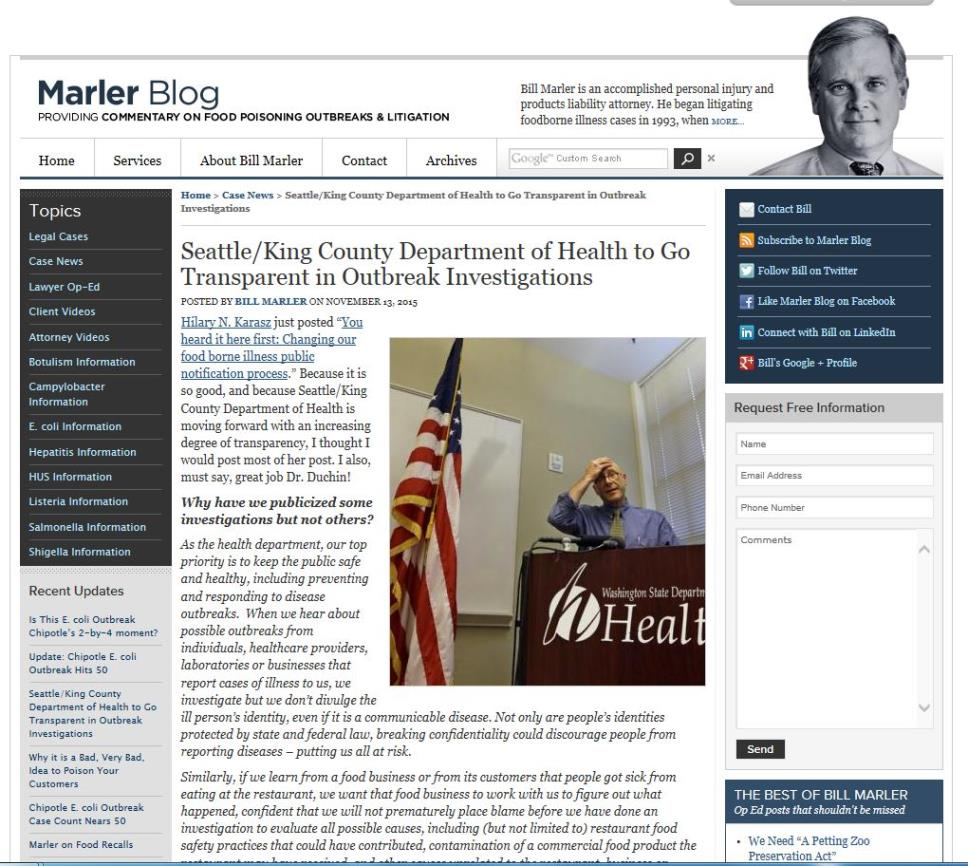 Marler Blog
PROVIDING COMMENTARY ON FOOD POISONING OUTBREAKS & LITIGATION
Bill Marler is an accomplished personal injury and
products liability attorney. He began litigating
foodborne illness cases in 1993, when MORE...
Home
Services
About Bill Marler
Contact
Archives
Google™ Custom Search
×
Topics
Legal Cases
Case News
Lawyer Op-Ed
Client Videos
Attorney Videos
Botulism Information
Campylobacter
Information
E. coli Information
Hepatitis Information
HUS Information
Listeria Information
Salmonella Information
Shigella Information
Recent Updates
Is This E. coli Outbreak
Chipotle's 2-by-4 moment?
Update: Chipotle E. coli
Outbreak Hits 50
Seattle/King County
Department of Health to Go
Transparent in Outbreak
Investigations
Why it is a Bad, Very Bad,
Idea to Poison Your
Customers
Chipotle E. coli Outbreak
Case Count Nears 50
Marler on Food Recalls
Home > Case News > Seattle/King County Department of Health to Go Transparent in Outbreak
Investigations
Seattle/King County Department of Health to Go
Transparent in Outbreak Investigations
POSTED BY BILL MARLER ON NOVEMBER 13, 2015
Hilary N. Karasz just posted “You
heard it here first: Changing our
food borne illness public
notification process.” Because it is
so good, and because Seattle/King
County Department of Health is
moving forward with an increasing
degree of transparency, I thought I
would post most of her post. I also,
must say, great job Dr. Duchin!
Why have we publicized some
investigations but not others?
As the health department, our top
priority is to keep the public safe
and healthy, including preventing
and responding to disease
outbreaks. When we hear about
possible outbreaks from
individuals, healthcare providers,
laboratories or businesses that
report cases of illness to us, we
investigate but we don't divulge the
ill person's identity, even if it is a communicable disease. Not only are people's identities
protected by state and federal law, breaking confidentiality could discourage people from
reporting diseases – putting us all at risk.
Similarly, if we learn from a food business or from its customers that people got sick from
eating at the restaurant, we want that food business to work with us to figure out what
happened, confident that we will not prematurely place blame before we have done an
investigation to evaluate all possible causes, including (but not limited to) restaurant food
safety practices that could have contributed, contamination of a commercial food product the
Washington State Departm
Healt
Contact Bill
Subscribe to Marler Blog
Follow Bill on Twitter
Like Marler Blog on Facebook
Connect with Bill on LinkedIn
Bill's Google + Profile
Request Free Information
Name
Email Address
Phone Number
Comments
Send
THE BEST OF BILL MARLER
Op Ed posts that shouldn't be missed
• We Need “A Petting Zoo
Preservation Act”